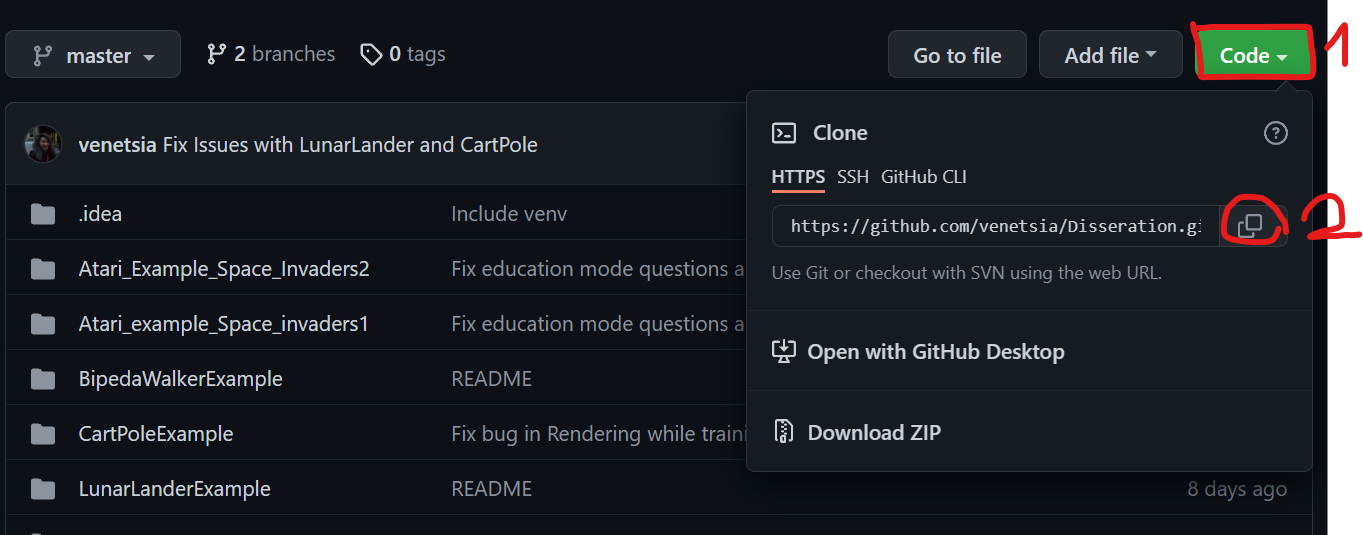 master 2 branches 0 tags Go to file Add file Code 1
venetsia Fix Issues with LunarLander and CartPole
Clone
HTTPS SSH GitHub CLI
.idea Include venv
https://github.com/venetsia/Disseration.gi 2
Atari_Example_Space_Invaders2 Fix education mode questions a
Use Git or checkout with SVN using the web URL.
Atari_example_Space_invaders1 Fix education mode questions a
Open with GitHub Desktop
BipedaWalkerExample README
CartPoleExample Fix bug in Rendering while traini
Download ZIP
LunarLanderExample README 8 days ago